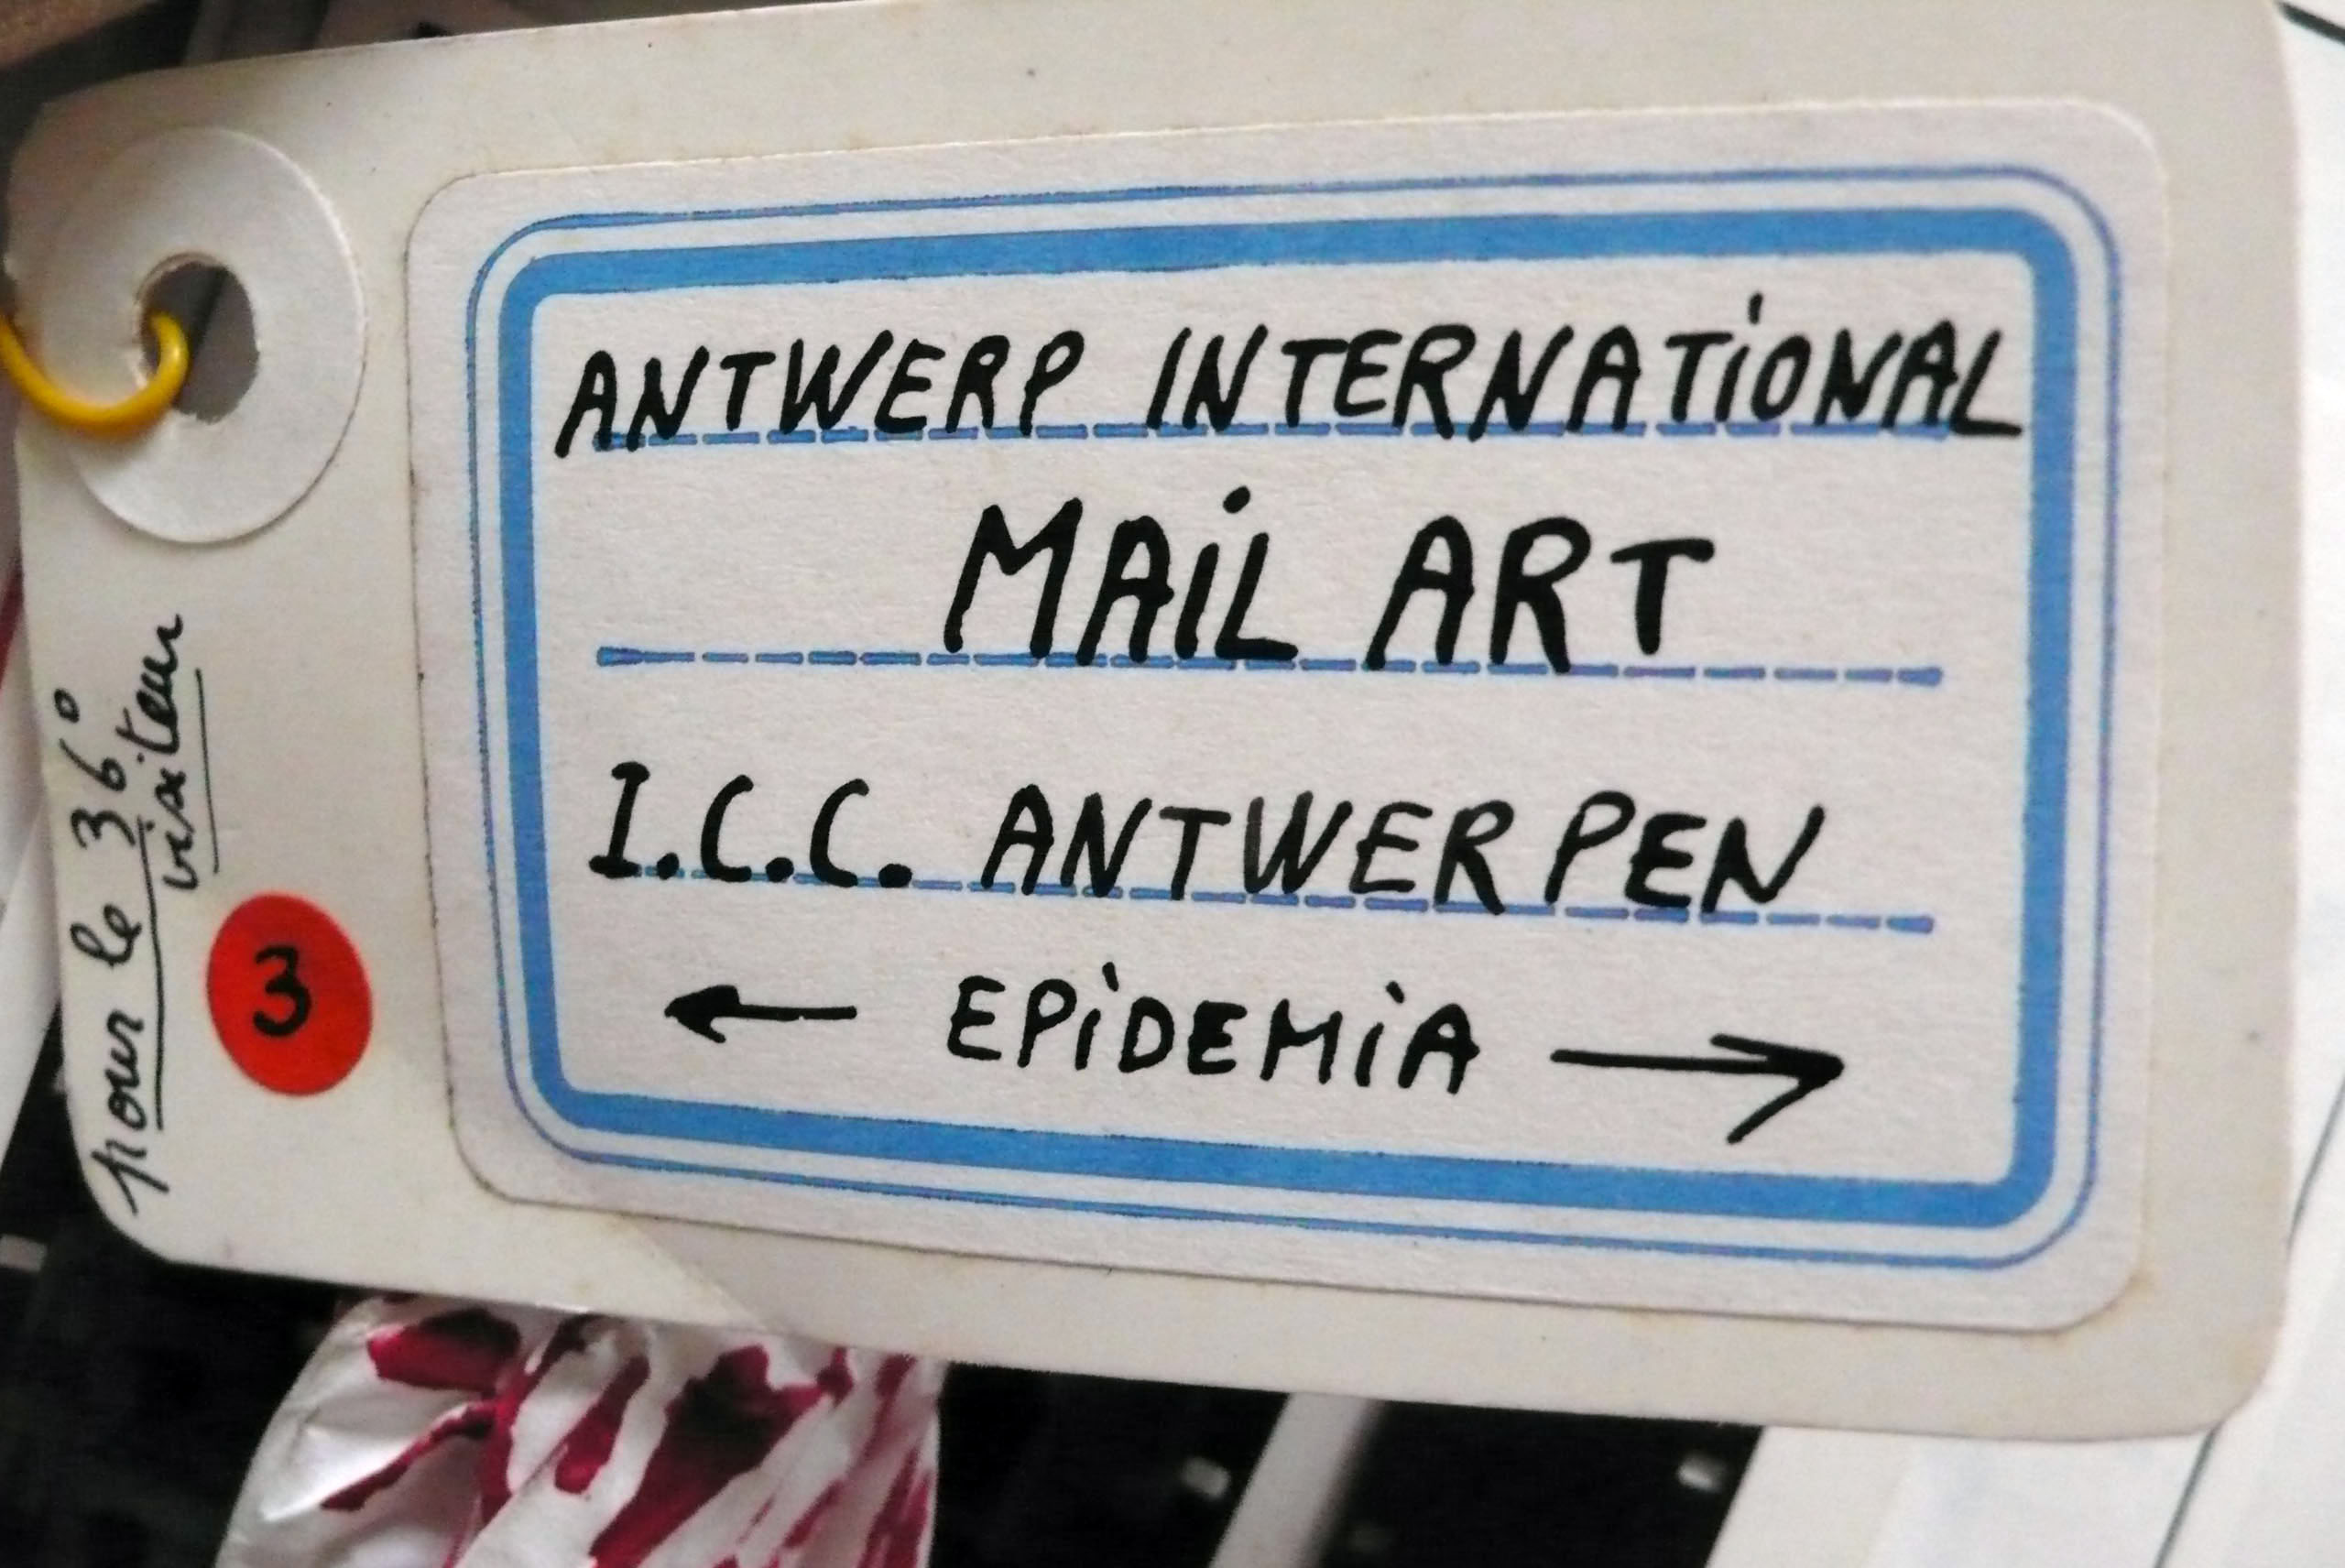 ANTWERP INTERNATIONAL
MAiL ART
I.C.C. ANTWERPEN
← EPiDEMiA →
pour le 36°
visiteur
3